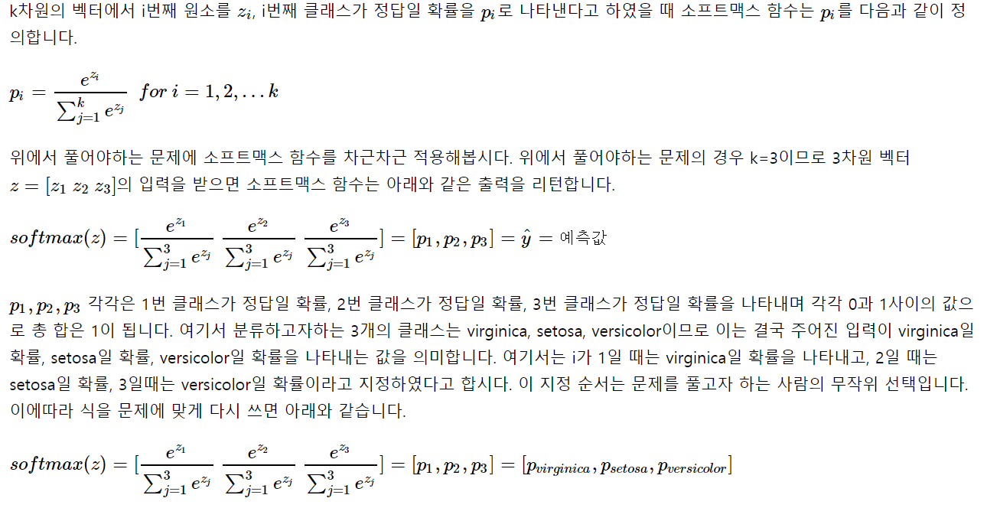 k차원의 벡터에서 i번째 원소를 $z_i$, i번째 클래스가 정답일 확률을 $p_i$로 나타낸다고 하였을 때 소프트맥스 함수는 $p_i$를 다음과 같이 정
의합니다.
$p_i = \frac{e^{z_i}}{\sum_{j=1}^{k} e^{z_j}} \ for \ i = 1, 2, \ldots k$
위에서 풀어야하는 문제에 소프트맥스 함수를 차근차근 적용해봅시다. 위에서 풀어야하는 문제의 경우 k=3이므로 3차원 벡터
$z = [z_1 \ z_2 \ z_3]$의 입력을 받으면 소프트맥스 함수는 아래와 같은 출력을 리턴합니다.
$softmax(z) = [\frac{e^{z_1}}{\sum_{j=1}^{3} e^{z_j}} \ \frac{e^{z_2}}{\sum_{j=1}^{3} e^{z_j}} \ \frac{e^{z_3}}{\sum_{j=1}^{3} e^{z_j}}] = [p_1, p_2, p_3] = \hat{y} = 예측값$
$p_1, p_2, p_3$ 각각은 1번 클래스가 정답일 확률, 2번 클래스가 정답일 확률, 3번 클래스가 정답일 확률을 나타내며 각각 0과 1사이의 값으
로 총 합은 1이 됩니다. 여기서 분류하고자하는 3개의 클래스는 virginica, setosa, versicolor이므로 이는 결국 주어진 입력이 virginica일
확률, setosa일 확률, versicolor일 확률을 나타내는 값을 의미합니다. 여기서는 i가 1일 때는 virginica일 확률을 나타내고, 2일 때는
setosa일 확률, 3일때는 versicolor일 확률이라고 지정하였다고 합시다. 이 지정 순서는 문제를 풀고자 하는 사람의 무작위 선택입니다.
이에따라 식을 문제에 맞게 다시 쓰면 아래와 같습니다.
$softmax(z) = [\frac{e^{z_1}}{\sum_{j=1}^{3} e^{z_j}} \ \frac{e^{z_2}}{\sum_{j=1}^{3} e^{z_j}} \ \frac{e^{z_3}}{\sum_{j=1}^{3} e^{z_j}}] = [p_1, p_2, p_3] = [p_{virginica}, p_{setosa}, p_{versicolor}]$